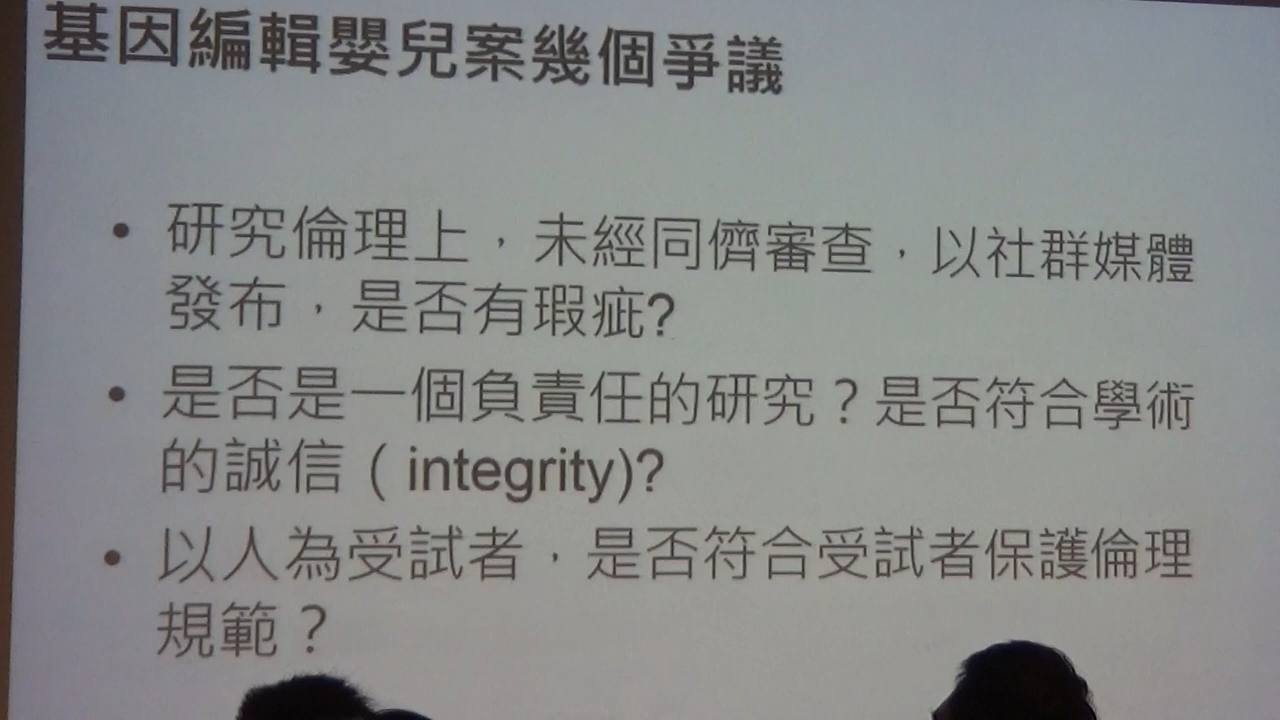 基因編輯嬰兒案幾個爭議
• 研究倫理上，未經同儕審查，以社群媒體
發布，是否有瑕疵?
• 是否是一個負責任的研究？是否符合學術
的誠信（integrity)?
• 以人為受試者，是否符合受試者保護倫理
規範？